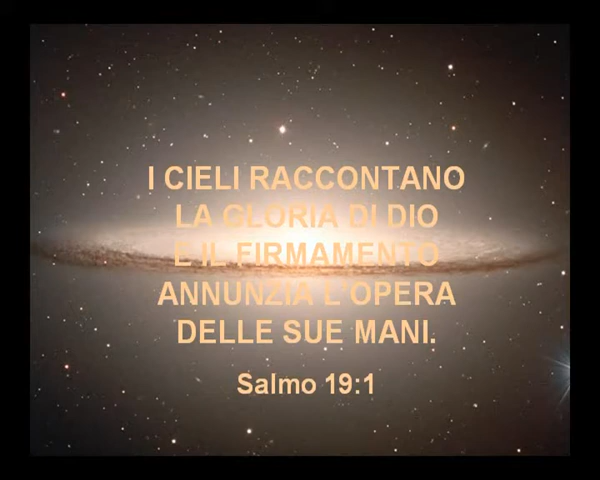 I CIELI RACCONTANO
LA GLORIA DI DIO
E IL FIRMAMENTO
ANNUNZIA L'OPERA
DELLE SUE MANI.
Salmo 19:1